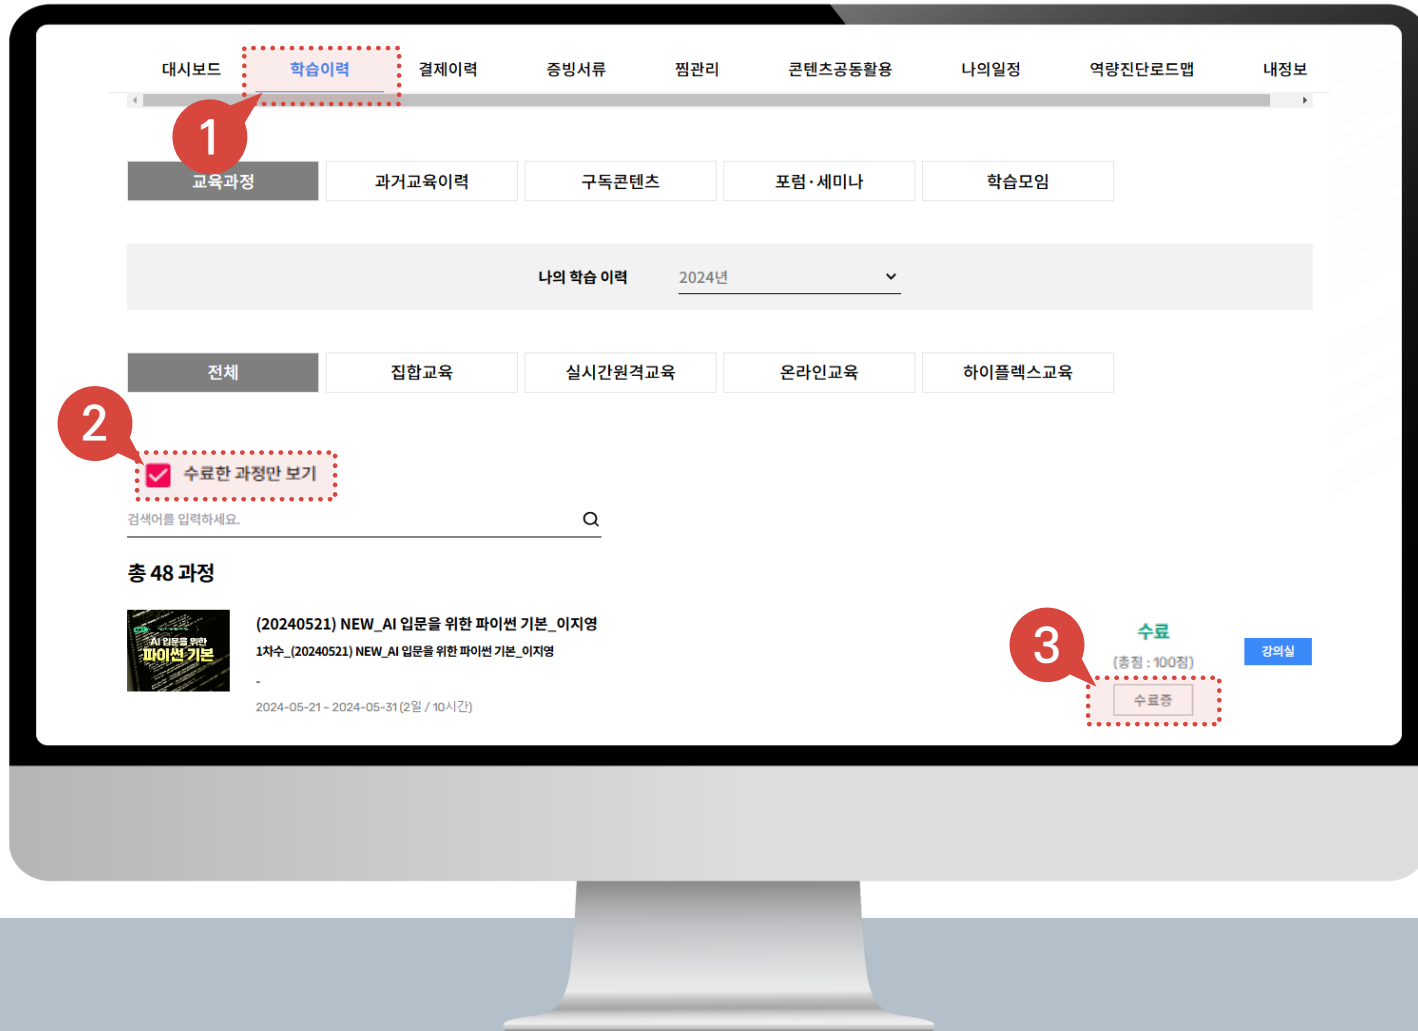 대시보드 학습이력 결제이력 증빙서류 찜관리 콘텐츠공동활용 나의일정 역량진단로드맵 내정보
1
교육과정 과거교육이력 구독콘텐츠 포럼·세미나 학습모임
나의 학습 이력 2024년
전체 집합교육 실시간원격교육 온라인교육 하이플렉스교육
2
수료한 과정만 보기
검색어를 입력하세요.
총 48 과정
AI 입문을 위한
파이썬 기본
(20240521) NEW_AI 입문을 위한 파이썬 기본_이지영
1차수_(20240521) NEW_AI 입문을 위한 파이썬 기본_이지영
-
2024-05-21 ~ 2024-05-31 (2일 / 10시간)
3
수료
(총점 : 100점)
수료증
강의실